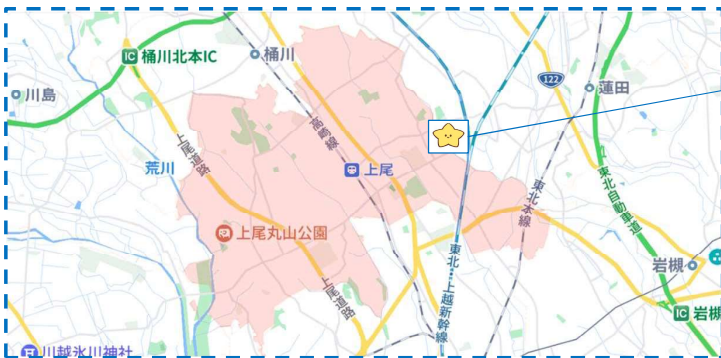 桶川北本IC
桶川
川島
122
蓮田
上尾道路
高崎線
荒川
上尾
東北本線
東北自動車道
上尾丸山公園
東北・上越新幹線
岩槻
上尾道路
IC 岩槻
川越氷川神社